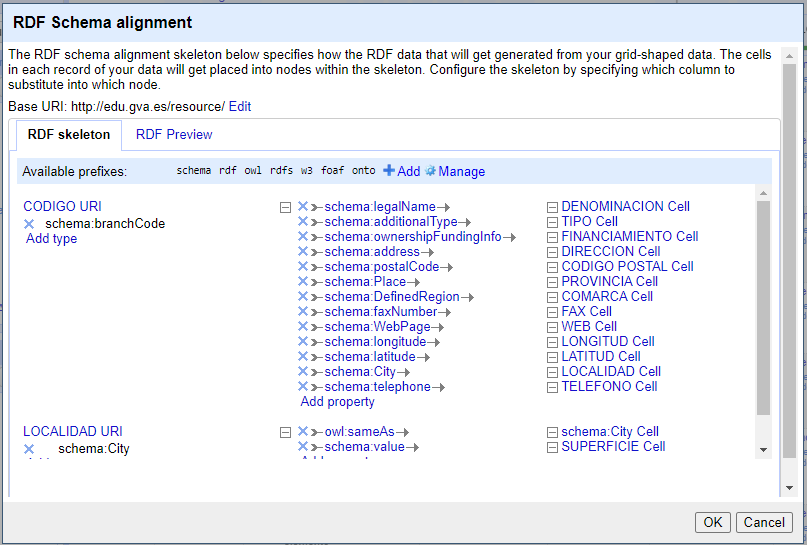 RDF Schema alignment
The RDF schema alignment skeleton below specifies how the RDF data that will get generated from your grid-shaped data. The cells
in each record of your data will get placed into nodes within the skeleton. Configure the skeleton by specifying which column to
substitute into which node.
Base URI: http://edu.gva.es/resource/ Edit
RDF skeleton RDF Preview
Available prefixes: schema rdf owl rdfs w3 foaf onto Add Manage
CODIGO URI schema:legalName DENOMINACION Cell
schema:branchCode schema:additionalType TIPO Cell
Add type schema:ownershipFundingInfo FINANCIAMIENTO Cell
schema:address DIRECCION Cell
schema:postalCode CODIGO POSTAL Cell
schema:Place PROVINCIA Cell
schema:DefinedRegion COMARCA Cell
schema:faxNumber FAX Cell
schema:WebPage WEB Cell
schema:longitude LONGITUD Cell
schema:latitude LATITUD Cell
schema:City LOCALIDAD Cell
schema:telephone TELEFONO Cell
Add property
LOCALIDAD URI owl:sameAs schema:City Cell
schema:City schema:value SUPERFICIE Cell
OK Cancel